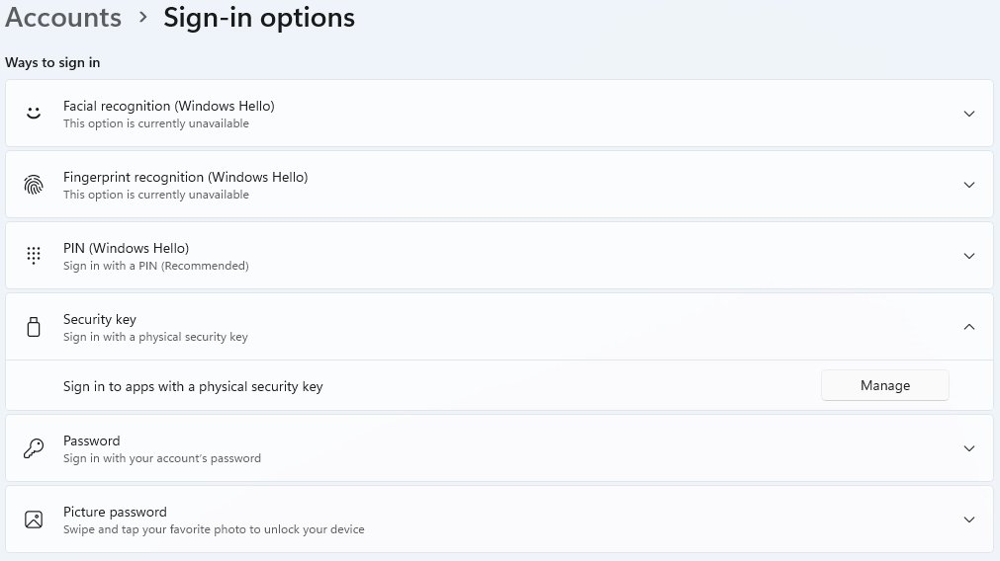 Accounts > Sign-in options
Ways to sign in
Facial recognition (Windows Hello)
This option is currently unavailable
Fingerprint recognition (Windows Hello)
This option is currently unavailable
PIN (Windows Hello)
Sign in with a PIN (Recommended)
Security key
Sign in with a physical security key
Sign in to apps with a physical security key Manage
Password
Sign in with your account's password
Picture password
Swipe and tap your favorite photo to unlock your device